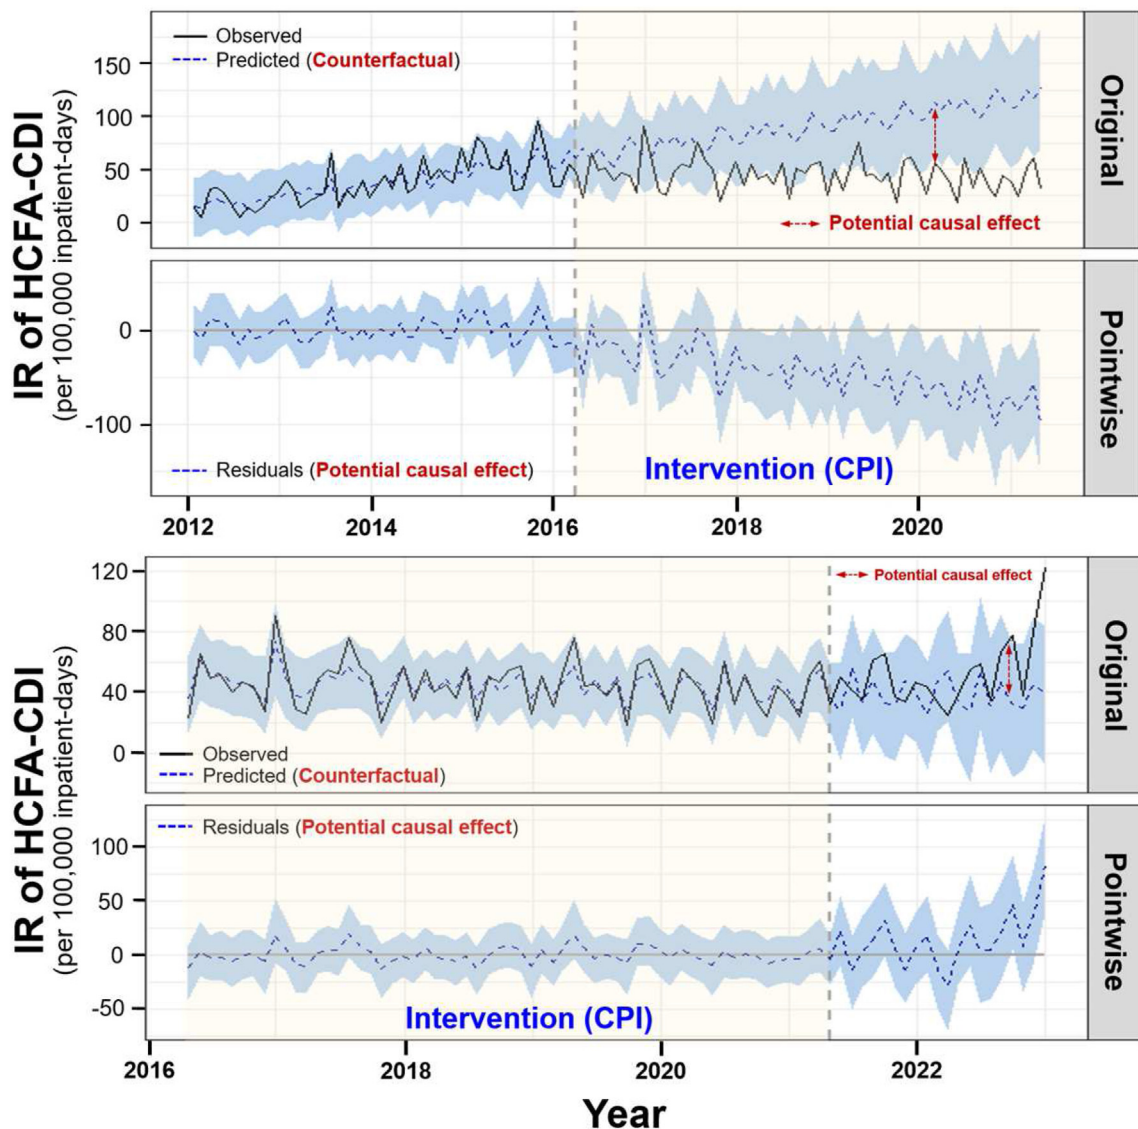 Observed
Predicted (Counterfactual)
Potential causal effect
150
100
50
0
Original
IR of HCFA-CDI
(per 100,000 inpatient-days)
0
-100
Residuals (Potential causal effect)
Intervention (CPI)
Pointwise
2012
2014
2016
2018
2020
Potential causal effect
120
80
40
0
Observed
Predicted (Counterfactual)
Original
IR of HCFA-CDI
(per 100,000 inpatient-days)
Residuals (Potential causal effect)
100
50
0
-50
Intervention (CPI)
Pointwise
2016
2018
2020
2022
Year